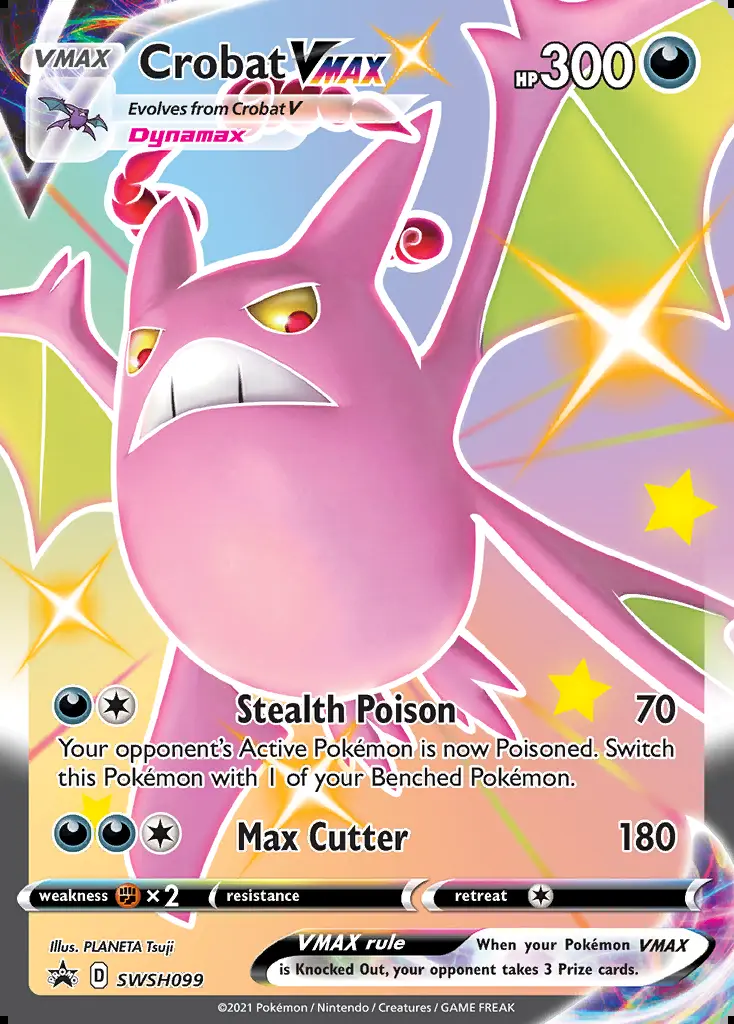 VMAX
Crobat VMAX
HP300
Evolves from Crobat V
Dynamax
Stealth Poison 70
Your opponent's Active Pokémon is now Poisoned. Switch
this Pokémon with 1 of your Benched Pokémon.
Max Cutter 180
weakness ×2 resistance retreat
Illus. PLANETA Tsuji
VMAX rule When your Pokémon VMAX
is Knocked Out, your opponent takes 3 Prize cards.
D SWSH099
©2021 Pokémon / Nintendo / Creatures / GAME FREAK